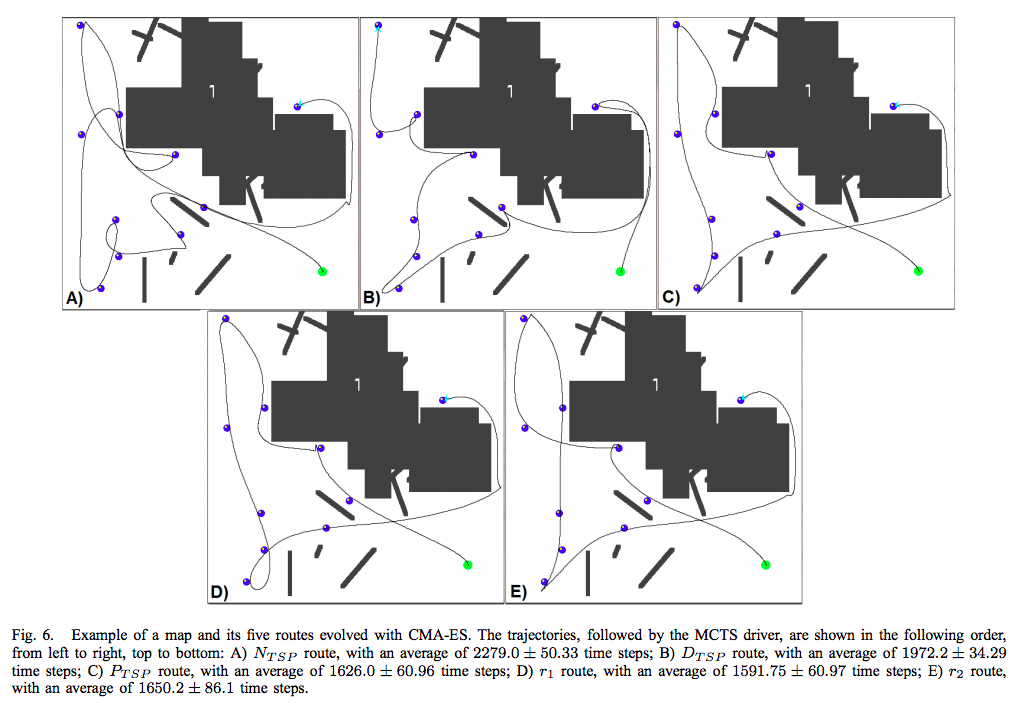 A)
B)
C)
D)
E)
Fig. 6. Example of a map and its five routes evolved with CMA-ES. The trajectories, followed by the MCTS driver, are shown in the following order,
from left to right, top to bottom: A) N_TSP route, with an average of 2279.0 ± 50.33 time steps; B) D_TSP route, with an average of 1972.2 ± 34.29
time steps; C) P_TSP route, with an average of 1626.0 ± 60.96 time steps; D) r_1 route, with an average of 1591.75 ± 60.97 time steps; E) r_2 route,
with an average of 1650.2 ± 86.1 time steps.